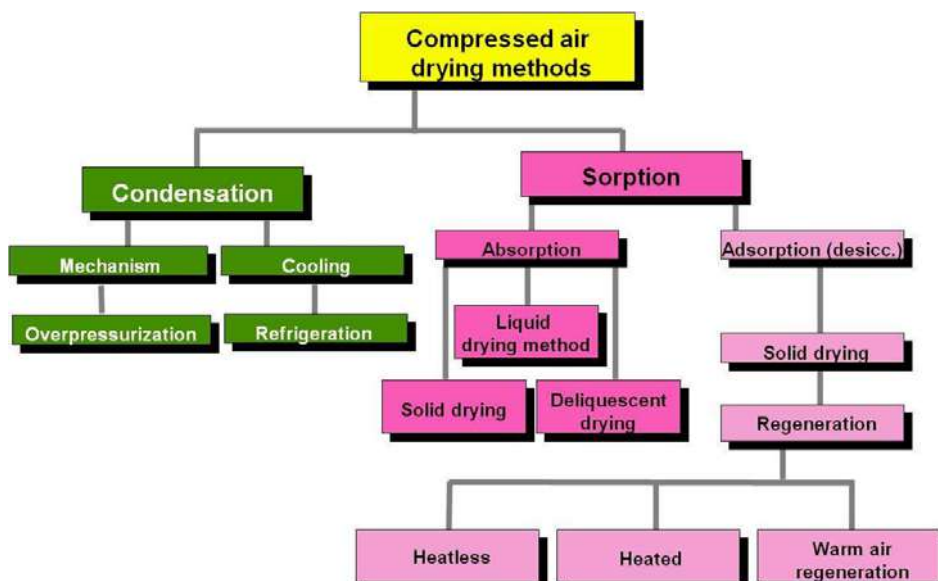 Compressed air
drying methods
Condensation
Sorption
Mechanism
Cooling
Absorption
Adsorption (desicc.)
Overpressurization
Refrigeration
Liquid
drying method
Solid drying
Solid drying
Deliquescent
drying
Regeneration
Heatless
Heated
Warm air
regeneration